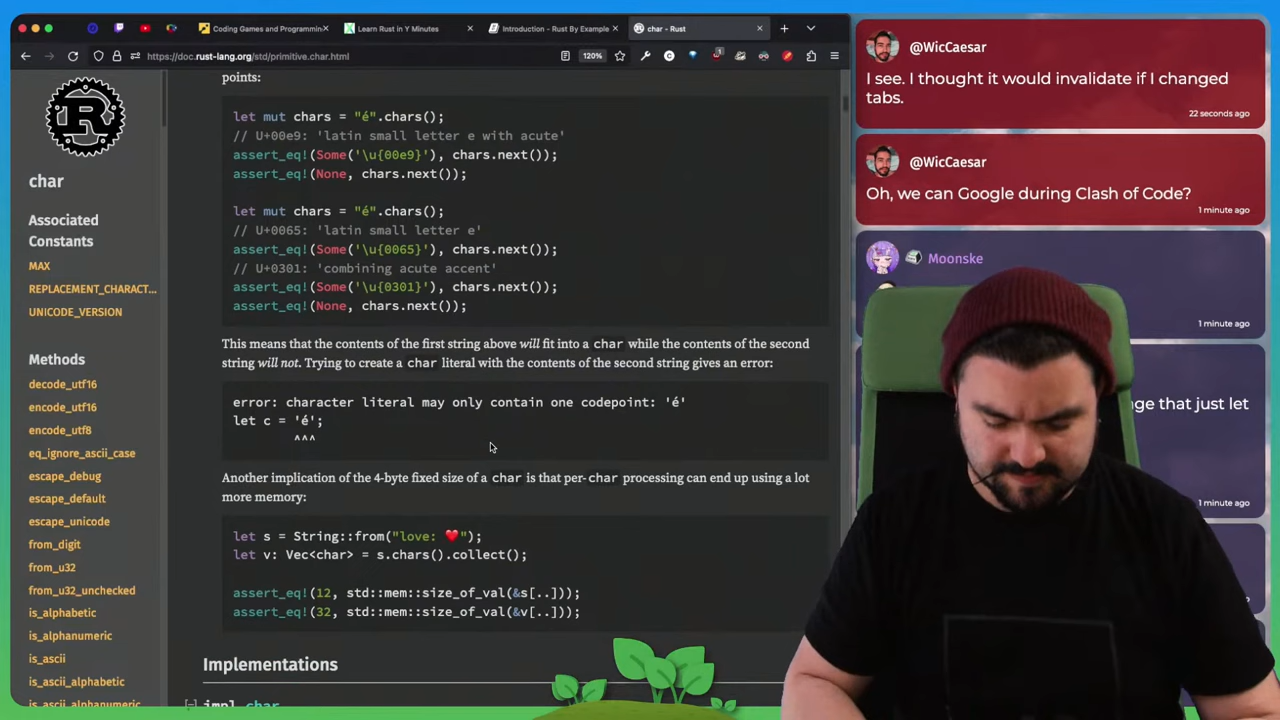 Coding Games and Programmin
Learn Rust in Y Minutes
Introduction - Rust By Example
char - Rust
https://doc.rust-lang.org/std/primitive.char.html
120%
R
char
Associated
Constants
MAX
REPLACEMENT_CHARACT...
UNICODE_VERSION
Methods
decode_utf16
encode_utf16
encode_utf8
eq_ignore_ascii_case
escape_debug
escape_default
escape_unicode
from_digit
from_u32
from_u32_unchecked
is_alphabetic
is_alphanumeric
is_ascii
is_ascii_alphabetic
is_ascii_alphanumeric
points:
let mut chars = "é".chars();
// U+00e9: 'latin small letter e with acute'
assert_eq!(Some('\u{00e9}'), chars.next());
assert_eq!(None, chars.next());
let mut chars = "é".chars();
// U+0065: 'latin small letter e'
assert_eq!(Some('\u{0065}'), chars.next());
// U+0301: 'combining acute accent'
assert_eq!(Some('\u{0301}'), chars.next());
assert_eq!(None, chars.next());
This means that the contents of the first string above will fit into a char while the contents of the second
string will not. Trying to create a char literal with the contents of the second string gives an error:
error: character literal may only contain one codepoint: 'é'
let c = 'é';
^^^
Another implication of the 4-byte fixed size of a char is that per-char processing can end up using a lot
more memory:
let s = String::from("love: ❤️");
let v: Vec<char> = s.chars().collect();
assert_eq!(12, std::mem::size_of_val(&s[..]));
assert_eq!(32, std::mem::size_of_val(&v[..]));
Implementations
impl char
@WicCaesar
I see. I thought it would invalidate if I changed
tabs.
22 seconds ago
@WicCaesar
Oh, we can Google during Clash of Code?
1 minute ago
Moonske
1 minute ago
that just let
1 minute ago